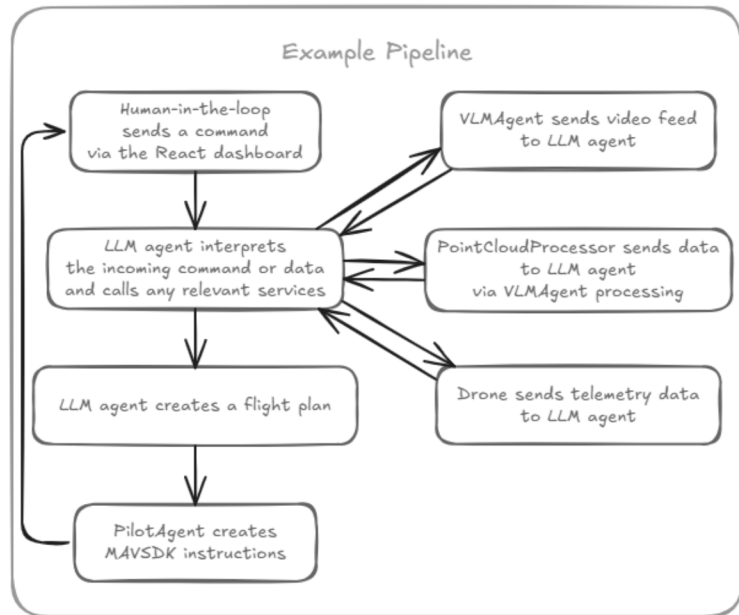 Example Pipeline
Human-in-the-loop
sends a command
via the React dashboard
VLMAgent sends video feed
to LLM agent
LLM agent interprets
the incoming command or data
and calls any relevant services
PointCloudProcessor sends data
to LLM agent
via VLMAgent processing
LLM agent creates a flight plan
Drone sends telemetry data
to LLM agent
PilotAgent creates
MAVSDK instructions